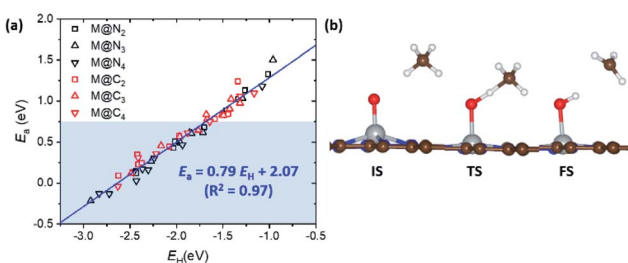 (a)
2.0
1.5
1.0
0.5
0.0
-0.5
Eₐ (eV)
M@N₂
M@N₃
M@N₄
M@C₂
M@C₃
M@C₄
Eₐ = 0.79 E_H + 2.07
(R² = 0.97)
-3.0 -2.5 -2.0 -1.5 -1.0 -0.5
E_H(eV)
(b)
IS TS FS